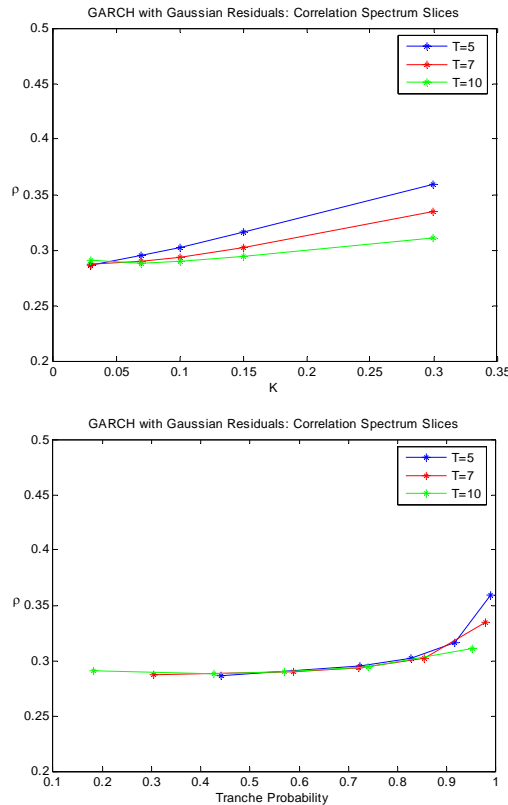 GARCH with Gaussian Residuals: Correlation Spectrum Slices
0.5
0.45
0.4
0.35
0.3
0.25
0.2
ρ
T=5
T=7
T=10
0 0.05 0.1 0.15 0.2 0.25 0.3 0.35
K
GARCH with Gaussian Residuals: Correlation Spectrum Slices
0.5
0.45
0.4
0.35
0.3
0.25
0.2
ρ
T=5
T=7
T=10
0.1 0.2 0.3 0.4 0.5 0.6 0.7 0.8 0.9 1
Tranche Probability